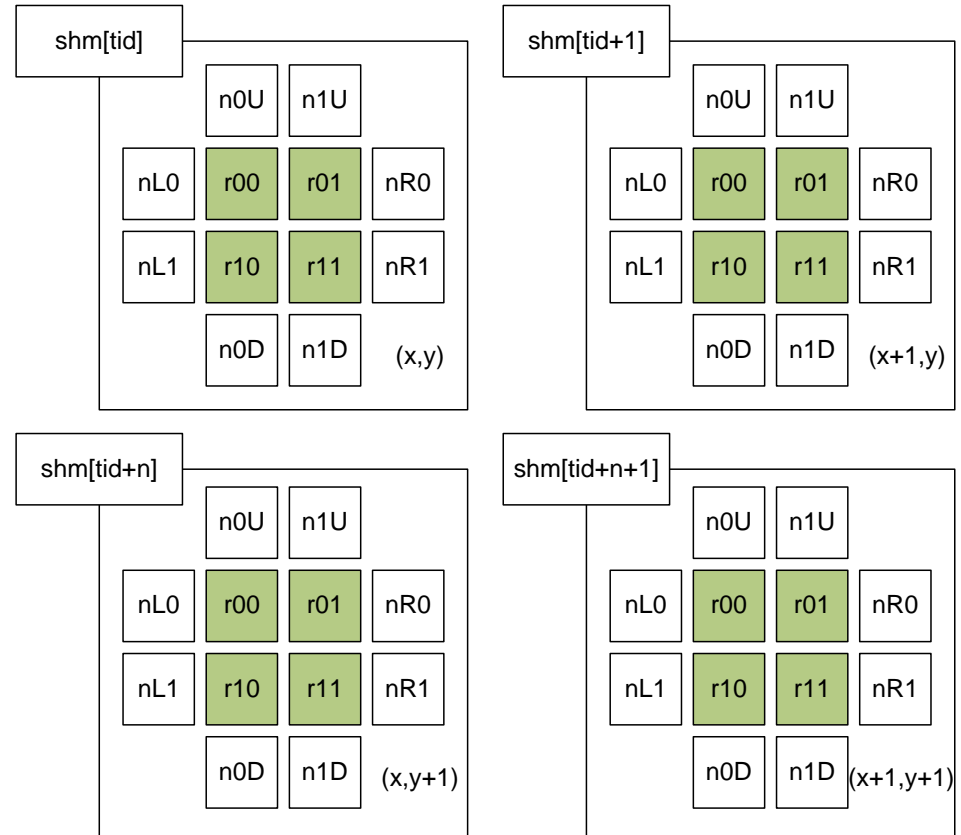 shm[tid]
n0U n1U
nL0 r00 r01 nR0
nL1 r10 r11 nR1
n0D n1D (x,y)
shm[tid+1]
n0U n1U
nL0 r00 r01 nR0
nL1 r10 r11 nR1
n0D n1D (x+1,y)
shm[tid+n]
n0U n1U
nL0 r00 r01 nR0
nL1 r10 r11 nR1
n0D n1D (x,y+1)
shm[tid+n+1]
n0U n1U
nL0 r00 r01 nR0
nL1 r10 r11 nR1
n0D n1D (x+1,y+1)